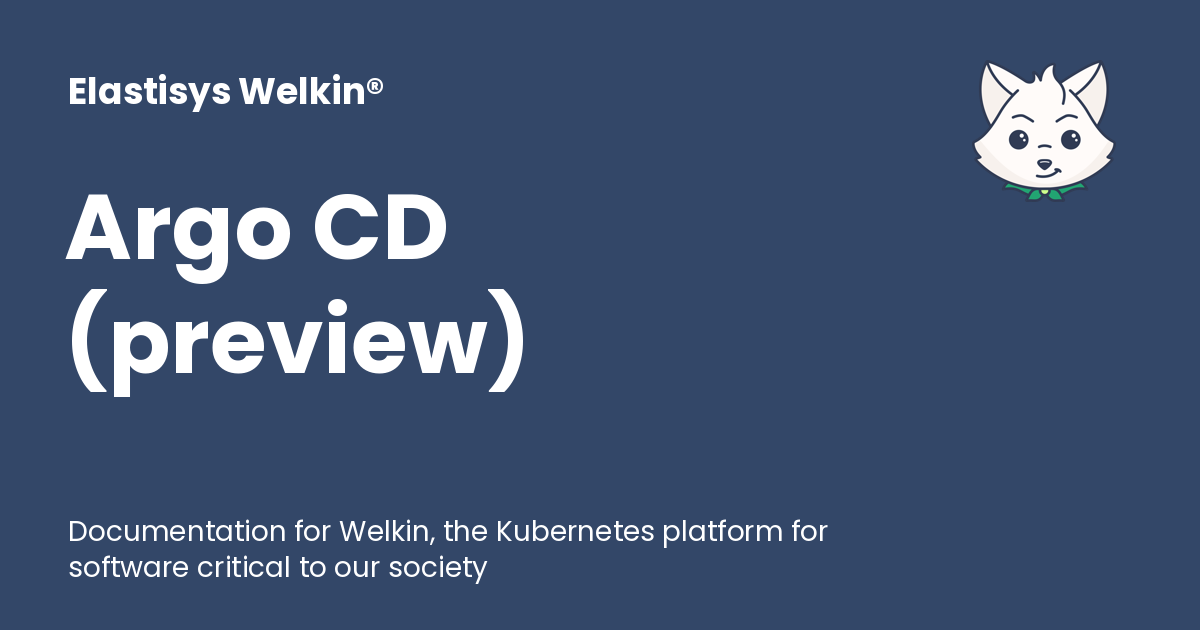 Elastisys Welkin®
Argo CD
(preview)
Documentation for Welkin, the Kubernetes platform for
software critical to our society